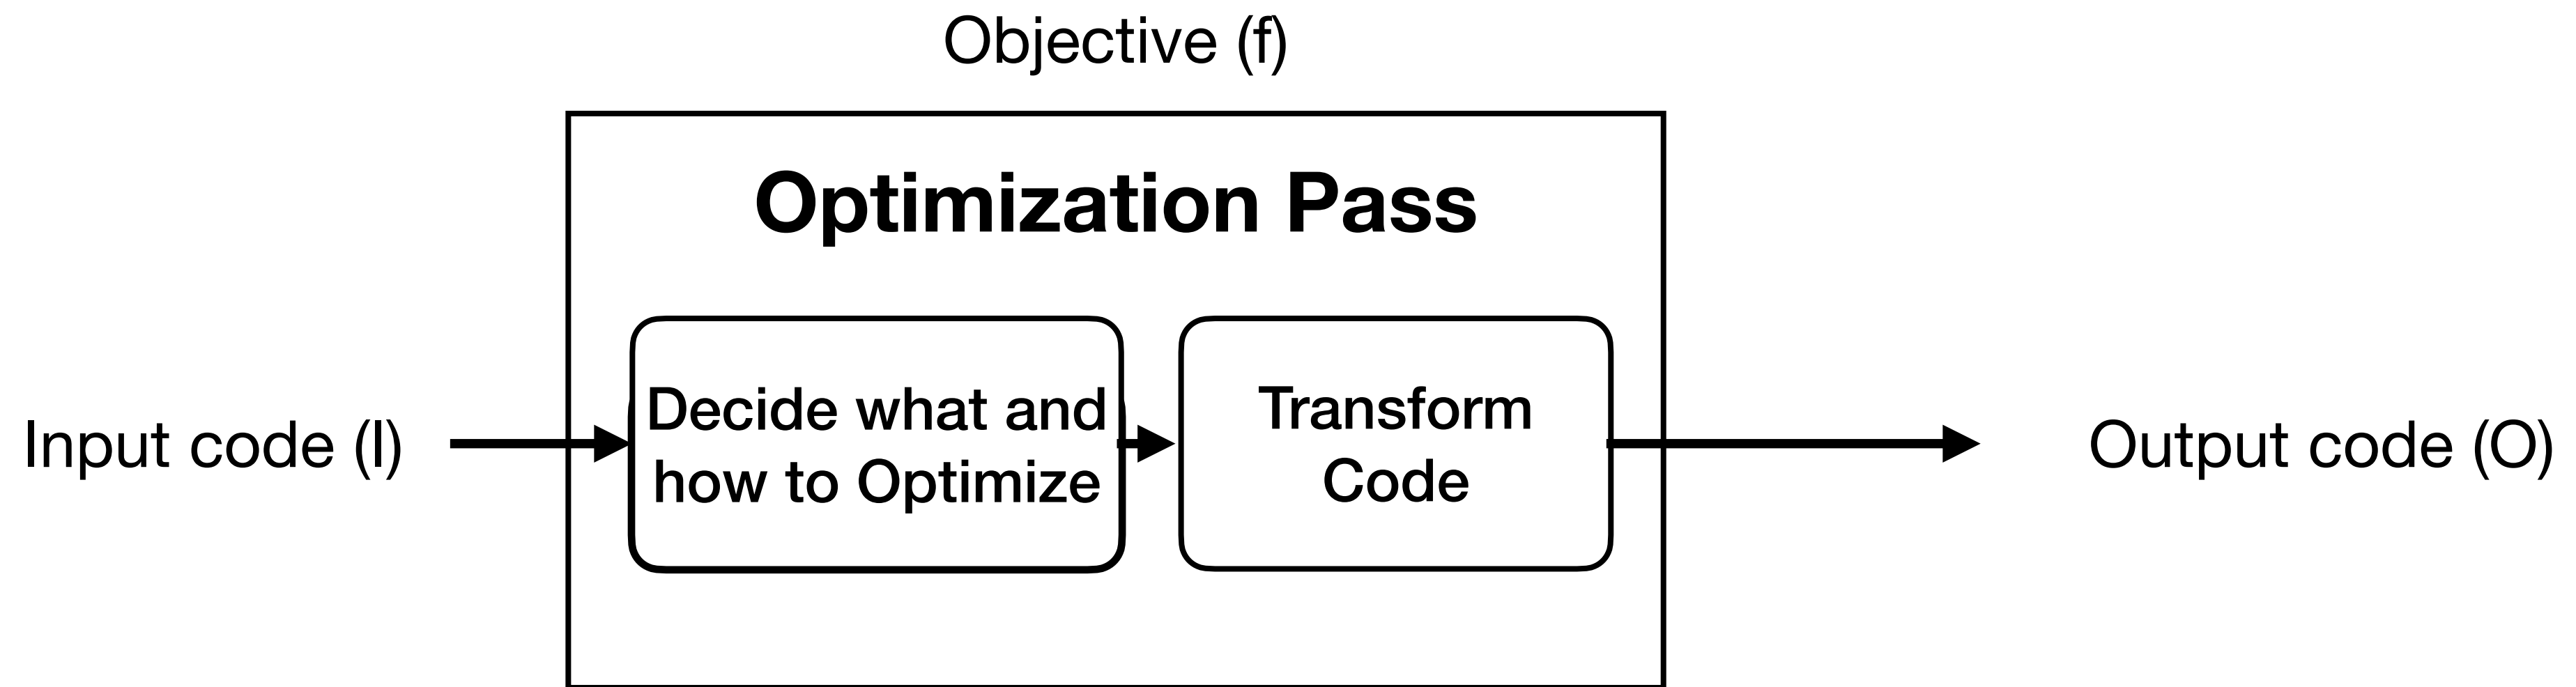 Objective (f)
Optimization Pass
Input code (I)
Decide what and
how to Optimize
Transform
Code
Output code (O)